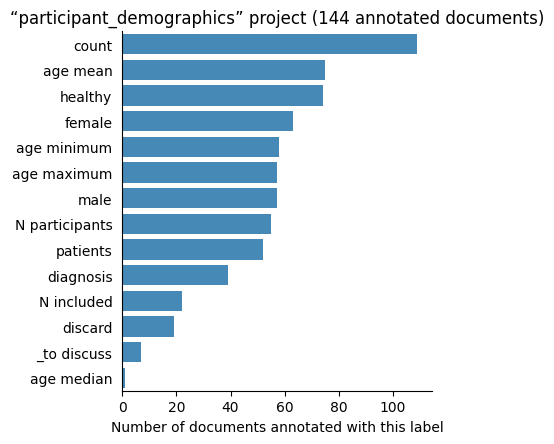 “participant_demographics” project (144 annotated documents)
count
age mean
healthy
female
age minimum
age maximum
male
N participants
patients
diagnosis
N included
discard
_to discuss
age median
0 20 40 60 80 100
Number of documents annotated with this label